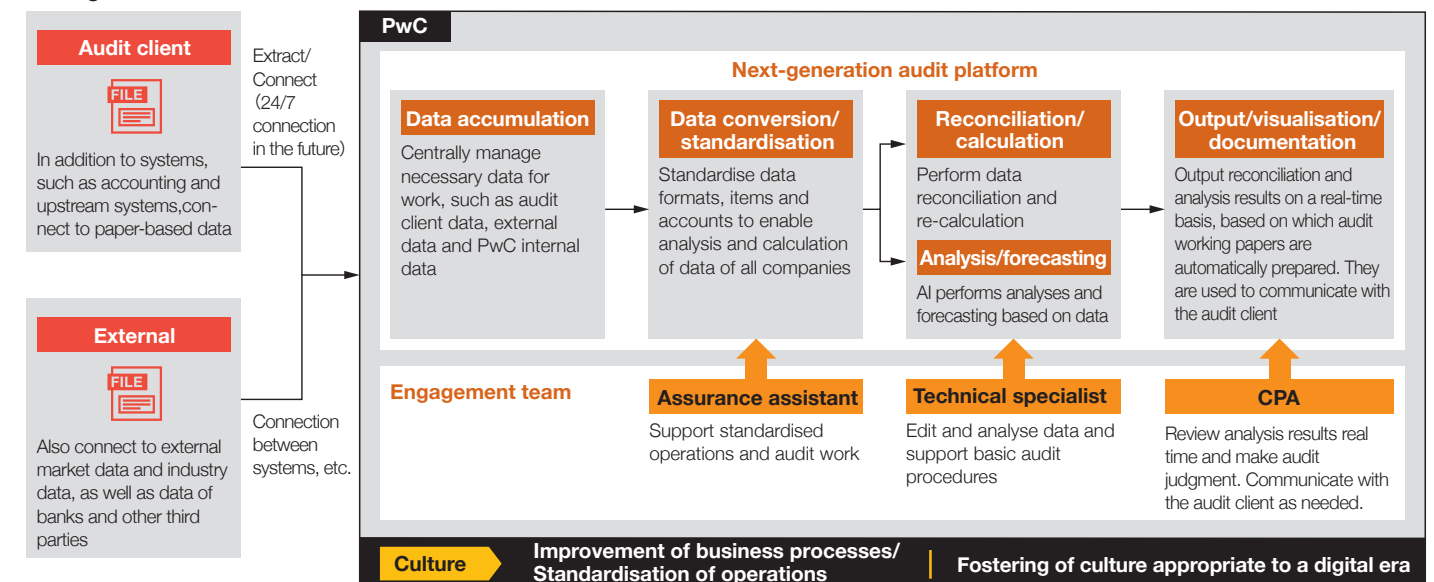 Audit client
FILE
In addition to systems,
such as accounting and
upstream systems,con-
nect to paper-based data
Extract/
Connect
(24/7
connection
in the future)
External
FILE
Also connect to external
market data and industry
data, as well as data of
banks and other third
parties
Connection
between
systems, etc.
PwC
Next-generation audit platform
Data accumulation
Centrally manage
necessary data for
work, such as audit
client data, external
data and PwC internal
data
Data conversion/
standardisation
Standardise data
formats, items and
accounts to enable
analysis and calculation
of data of all companies
Reconciliation/
calculation
Perform data
reconciliation and
re-calculation
Analysis/forecasting
AI performs analyses and
forecasting based on data
Output/visualisation/
documentation
Output reconciliation and
analysis results on a real-time
basis, based on which audit
working papers are
automatically prepared. They
are used to communicate with
the audit client
Engagement team
Assurance assistant
Support standardised
operations and audit work
Technical specialist
Edit and analyse data and
support basic audit
procedures
CPA
Review analysis results real
time and make audit
judgment. Communicate with
the audit client as needed.
Culture
Improvement of business processes/
Standardisation of operations
Fostering of culture appropriate to a digital era